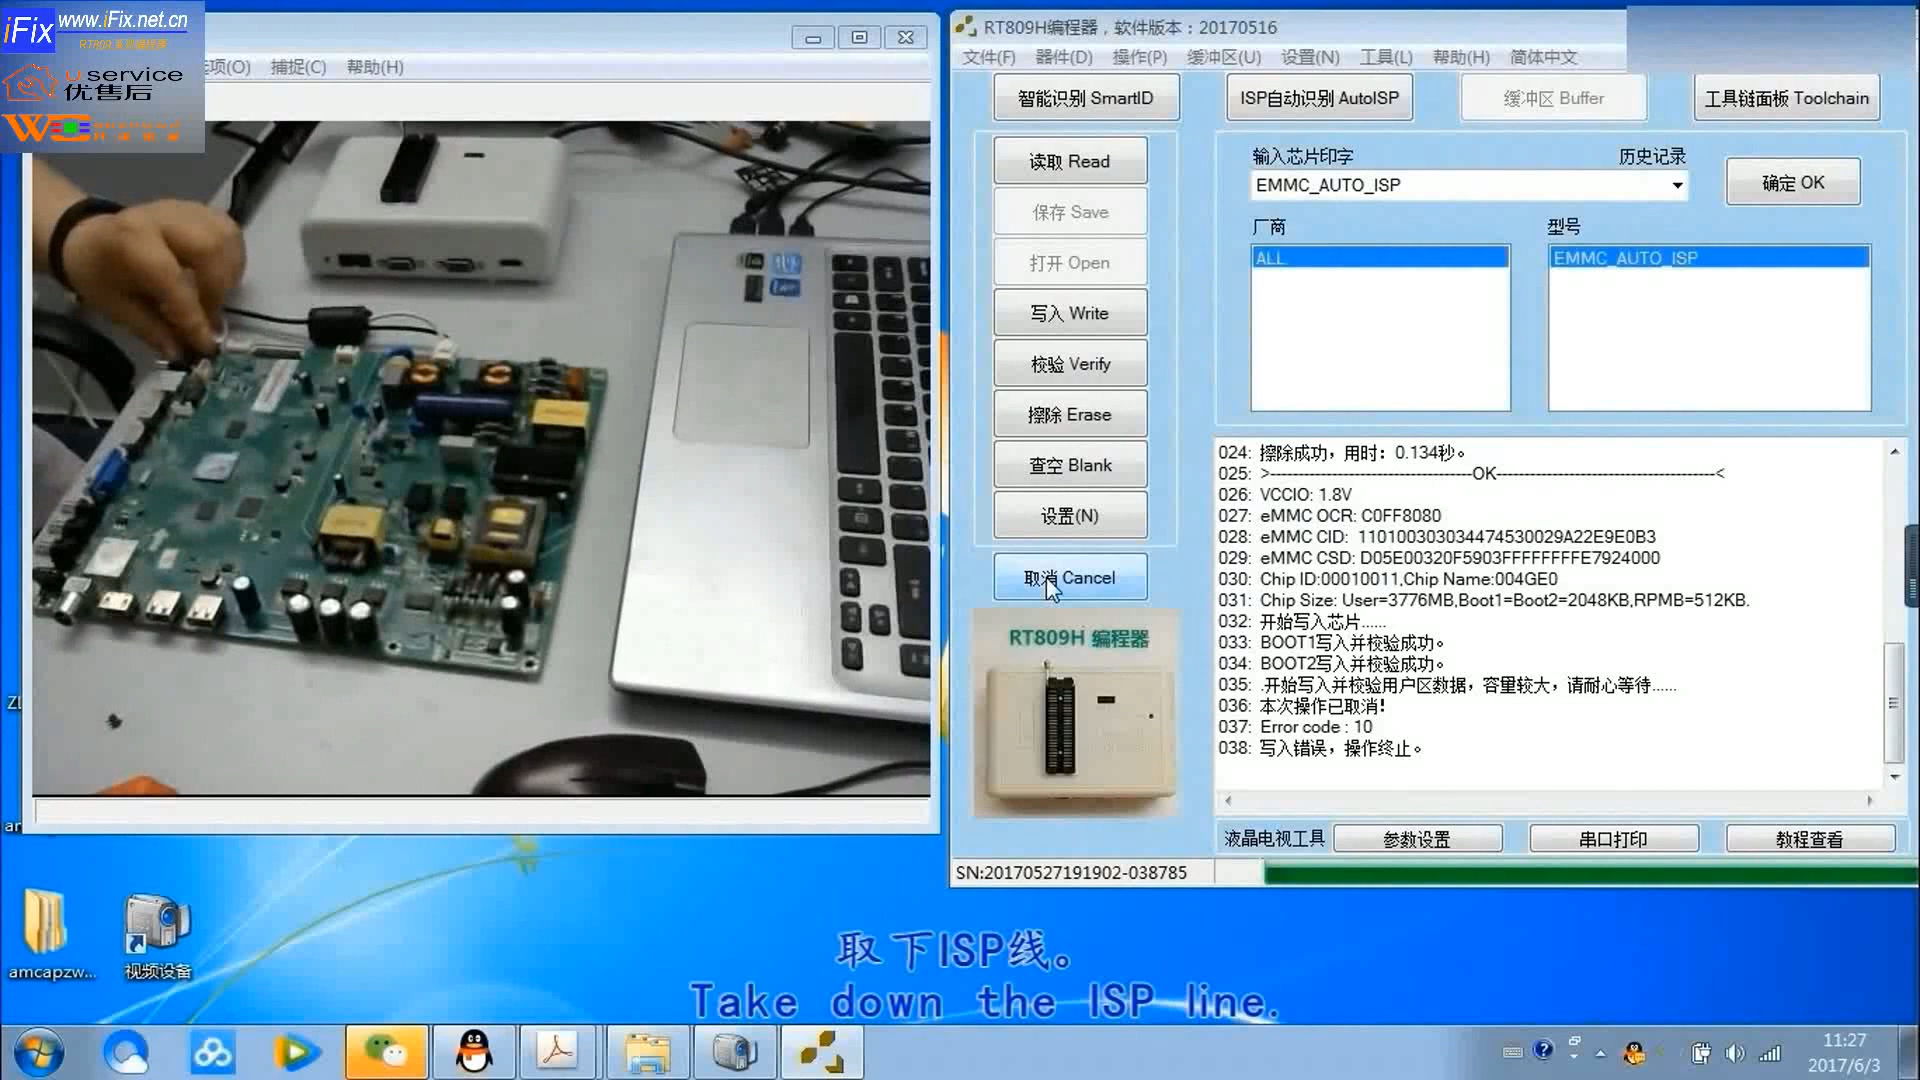 iFix
www.iFix.net.cn
u service
优售后
项(O) 捕捉(C) 帮助(H)
RT809H编程器，软件版本：20170516
文件(F) 器件(D) 操作(P) 缓冲区(U) 设置(N) 工具(L) 帮助(H) 简体中文
智能识别 SmartID
ISP自动识别 AutoISP
缓冲区 Buffer
工具链面板 Toolchain
读取 Read
保存 Save
打开 Open
写入 Write
校验 Verify
擦除 Erase
查空 Blank
设置(N)
取消 Cancel
输入芯片印字
历史记录
EMMC_AUTO_ISP
确定 OK
厂商
型号
ALL
EMMC_AUTO_ISP
024: 擦除成功，用时：0.134秒。
025: >--------------------------------OK-----------------------------------<
026: VCCIO: 1.8V
027: eMMC OCR: C0FF8080
028: eMMC CID: 110100303034474530029A22E9E0B3
029: eMMC CSD: D05E00320F5903FFFFFFFFE7924000
030: Chip ID:00010011,Chip Name:004GE0
031: Chip Size: User=3776MB,Boot1=Boot2=2048KB,RPMB=512KB.
032: 开始写入芯片......
033: BOOT1写入并校验成功。
034: BOOT2写入并校验成功。
035: .开始写入并校验用户区数据，容量较大，请耐心等待......
036: 本次操作已取消！
037: Error code : 10
038: 写入错误，操作终止。
RT809H 编程器
液晶电视工具
参数设置
串口打印
教程查看
SN:20170527191902-038785
amcapzw...
视频设备
取下ISP线。
Take down the ISP line.
11:27
2017/6/3